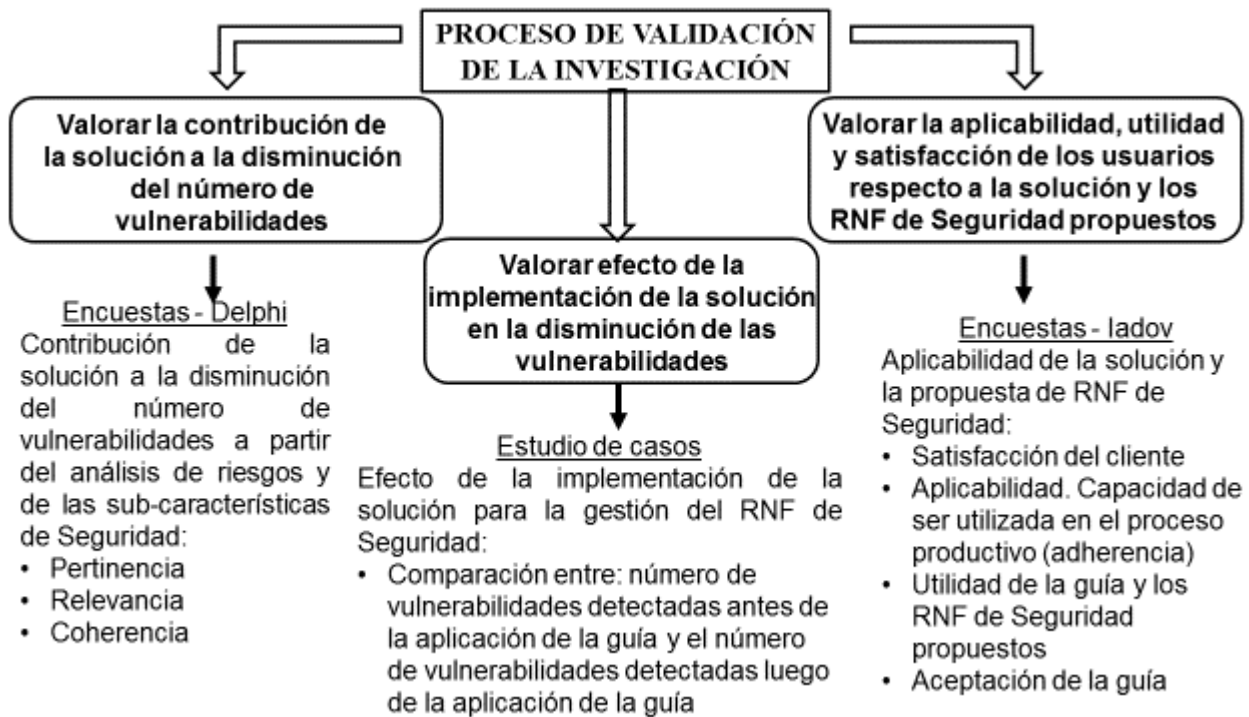 PROCESO DE VALIDACIÓN
DE LA INVESTIGACIÓN
Valorar la contribución de
la solución a la disminución
del número de
vulnerabilidades
Encuestas - Delphi
Contribución de la
solución a la disminución
del número de
vulnerabilidades a partir
del análisis de riesgos y
de las sub-características
de Seguridad:
• Pertinencia
• Relevancia
• Coherencia
Valorar efecto de la
implementación de la solución
en la disminución de las
vulnerabilidades
Estudio de casos
Efecto de la implementación de la
solución para la gestión del RNF de
Seguridad:
• Comparación entre: número de
vulnerabilidades detectadas antes de
la aplicación de la guía y el número
de vulnerabilidades detectadas luego
de la aplicación de la guía
Valorar la aplicabilidad, utilidad
y satisfacción de los usuarios
respecto a la solución y los
RNF de Seguridad propuestos
Encuestas - Iadov
Aplicabilidad de la solución y
la propuesta de RNF de
Seguridad:
• Satisfacción del cliente
• Aplicabilidad. Capacidad de
ser utilizada en el proceso
productivo (adherencia)
• Utilidad de la guía y los
RNF de Seguridad
propuestos
• Aceptación de la guía